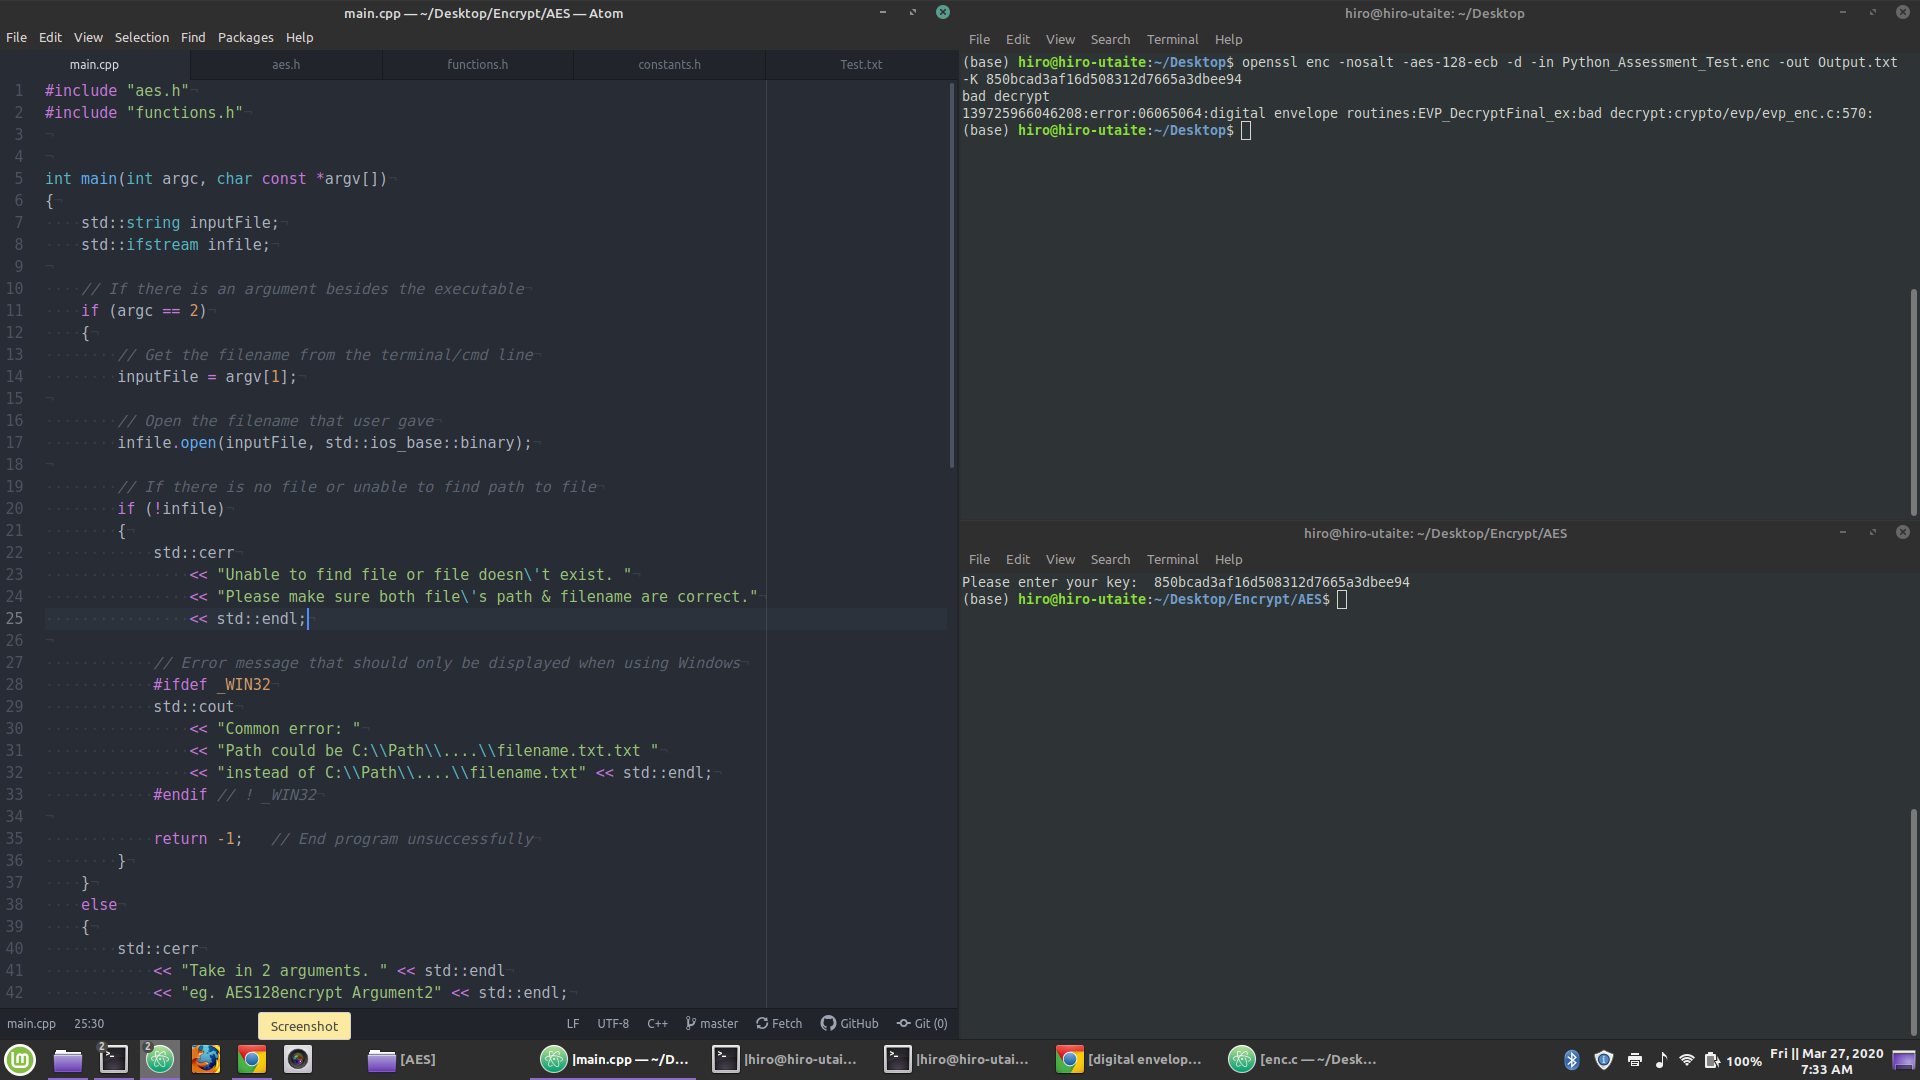 main.cpp — ~/Desktop/Encrypt/AES — Atom
File Edit View Selection Find Packages Help
main.cpp aes.h functions.h constants.h Test.txt
1 #include "aes.h"
2 #include "functions.h"
3
4
5 int main(int argc, char const *argv[])
6 {
7 std::string inputFile;
8 std::ifstream infile;
9
10 // If there is an argument besides the executable
11 if (argc == 2)
12 {
13 // Get the filename from the terminal/cmd line
14 inputFile = argv[1];
15
16 // Open the filename that user gave
17 infile.open(inputFile, std::ios_base::binary);
18
19 // If there is no file or unable to find path to file
20 if (!infile)
21 {
22 std::cerr
23 << "Unable to find file or file doesn\'t exist. "
24 << "Please make sure both file\'s path & filename are correct."
25 << std::endl;
26
27 // Error message that should only be displayed when using Windows
28 #ifdef _WIN32
29 std::cout
30 << "Common error: "
31 << "Path could be C:\\Path\\....\\filename.txt.txt "
32 << "instead of C:\\Path\\....\\filename.txt" << std::endl;
33 #endif // ! _WIN32
34
35 return -1; // End program unsuccessfully
36 }
37 }
38 else
39 {
40 std::cerr
41 << "Take in 2 arguments. " << std::endl
42 << "eg. AES128encrypt Argument2" << std::endl;
main.cpp 25:30 LF UTF-8 C++ master Fetch GitHub Git (0)
Screenshot
hiro@hiro-utaite: ~/Desktop
File Edit View Search Terminal Help
(base) hiro@hiro-utaite:~/Desktop$ openssl enc -nosalt -aes-128-ecb -d -in Python_Assessment_Test.enc -out Output.txt
-K 850bcad3af16d508312d7665a3dbee94
bad decrypt
139725966046208:error:06065064:digital envelope routines:EVP_DecryptFinal_ex:bad decrypt:crypto/evp/evp_enc.c:570:
(base) hiro@hiro-utaite:~/Desktop$
hiro@hiro-utaite: ~/Desktop/Encrypt/AES
File Edit View Search Terminal Help
Please enter your key: 850bcad3af16d508312d7665a3dbee94
(base) hiro@hiro-utaite:~/Desktop/Encrypt/AES$
2 2 [AES] |main.cpp — ~/D... |hiro@hiro-utai... |hiro@hiro-utai... [digital envelop... [enc.c — ~/Desk... 100% Fri || Mar 27, 2020
7:33 AM